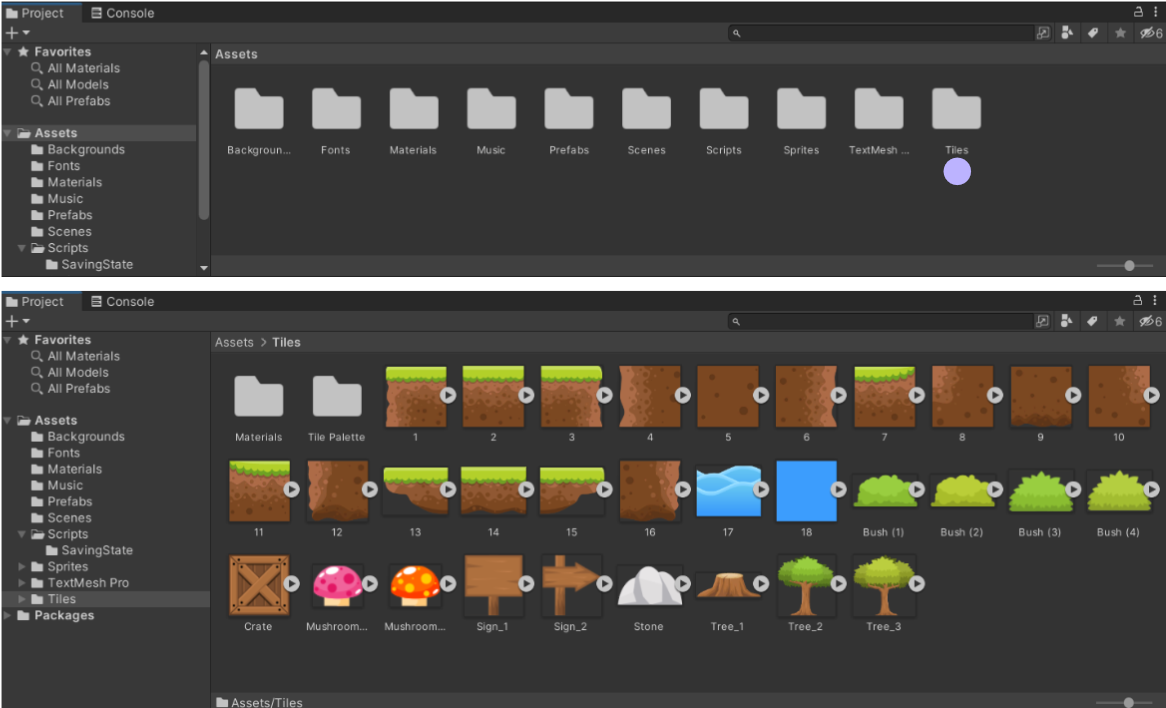 Project Console
6
Favorites
All Materials
All Models
All Prefabs
Assets
Backgrounds
Fonts
Materials
Music
Prefabs
Scenes
Scripts
SavingState
Assets
Backgroun... Fonts Materials Music Prefabs Scenes Scripts Sprites TextMesh ... Tiles
Project Console
6
Favorites
All Materials
All Models
All Prefabs
Assets
Backgrounds
Fonts
Materials
Music
Prefabs
Scenes
Scripts
SavingState
Sprites
TextMesh Pro
Tiles
Packages
Assets > Tiles
Materials Tile Palette 1 2 3 4 5 6 7 8 9 10
11 12 13 14 15 16 17 18 Bush (1) Bush (2) Bush (3) Bush (4)
Crate Mushroom... Mushroom... Sign_1 Sign_2 Stone Tree_1 Tree_2 Tree_3
Assets/Tiles